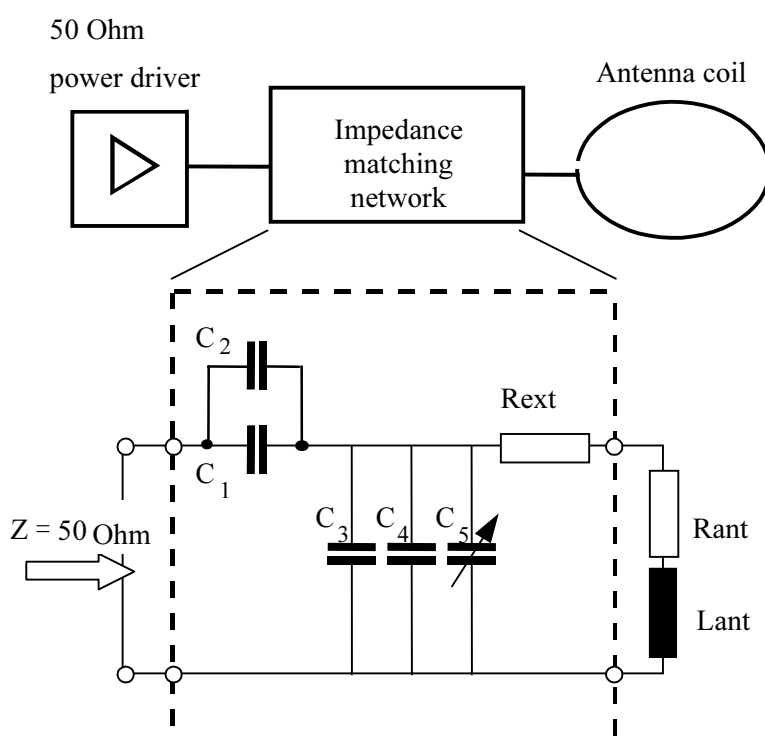 50 Ohm
power driver
Antenna coil
Impedance
matching
network
C2
Rext
C1
C3 C4 C5
Z = 50 Ohm
Rant
Lant